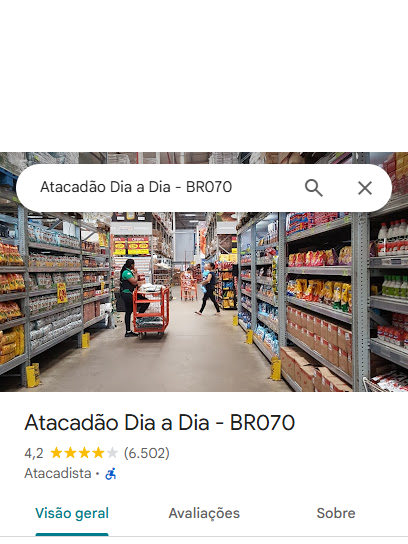 Atacadão Dia a Dia - BR070
Atacadão Dia a Dia - BR070
4,2 (6.502)
Atacadista ·
Visão geral Avaliações Sobre